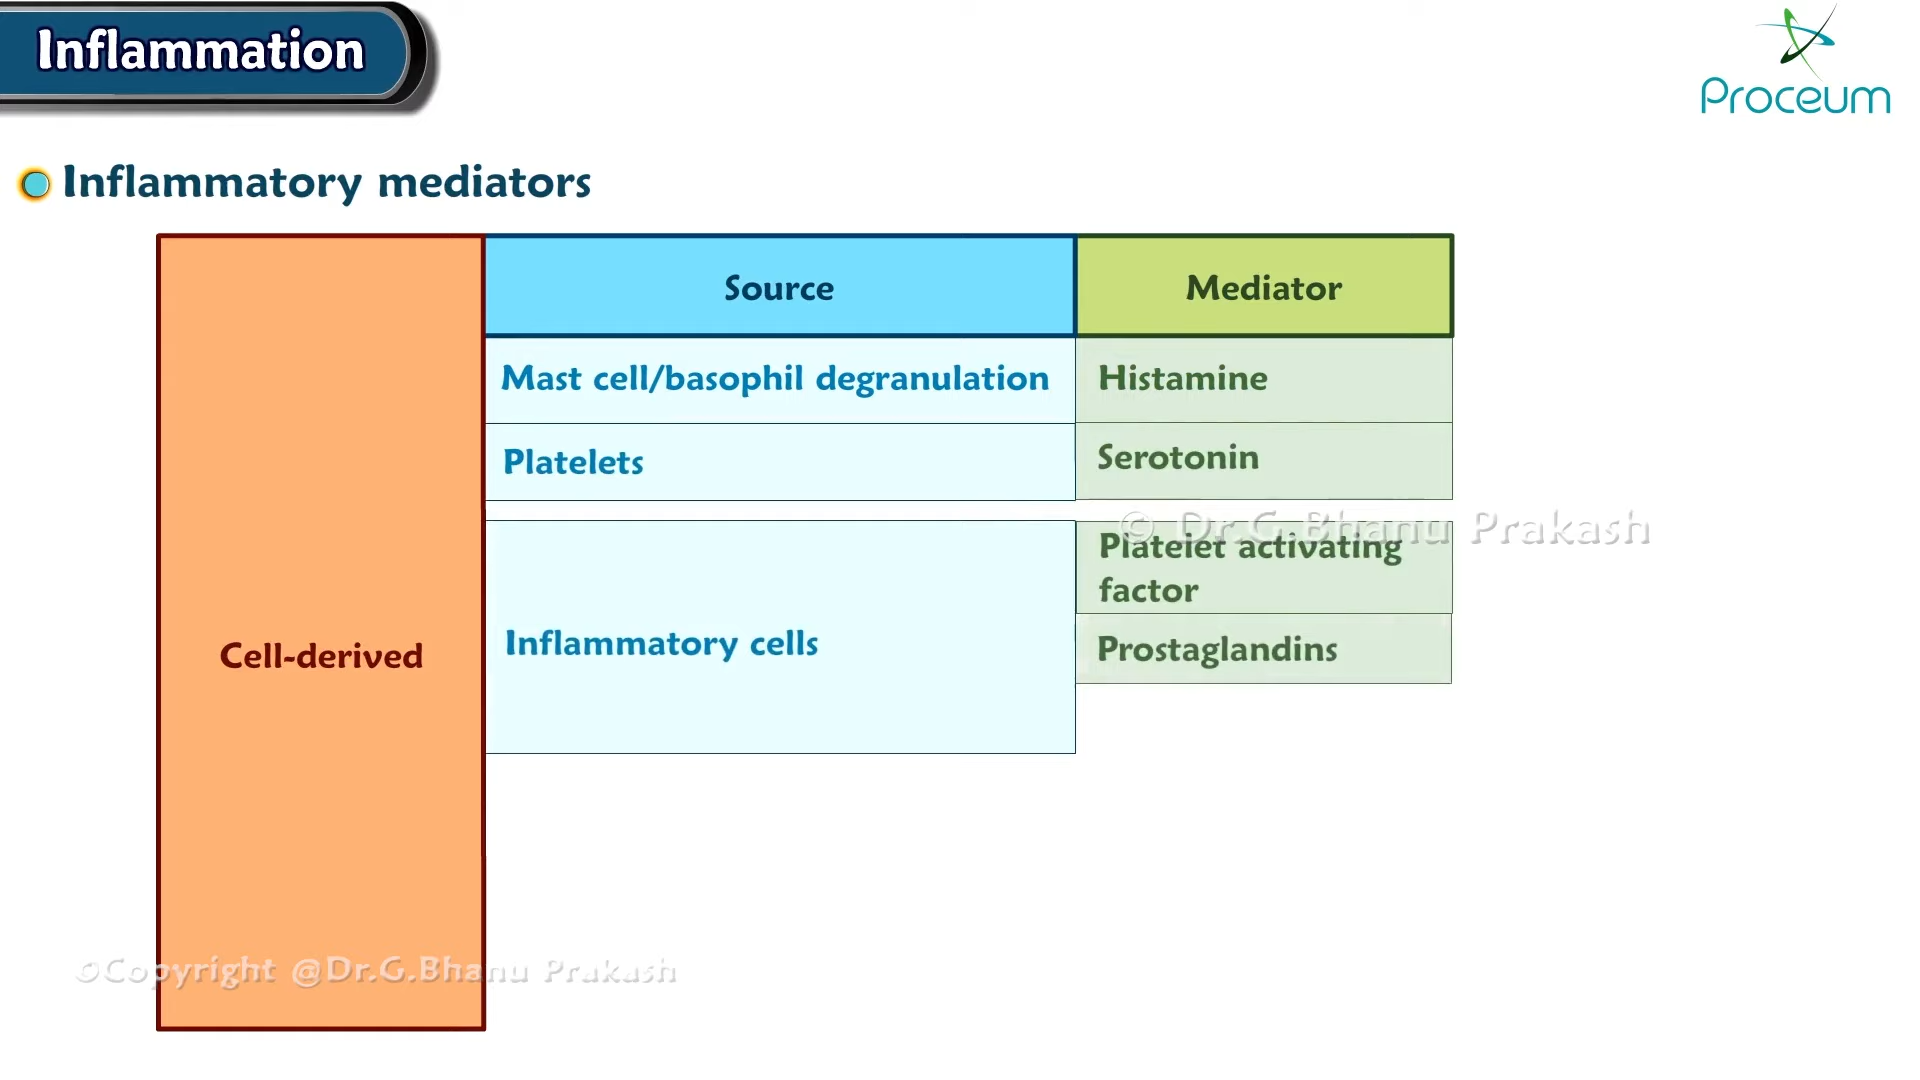 Inflammation
Proceum
Inflammatory mediators
Source
Mediator
Mast cell/basophil degranulation
Histamine
Platelets
Serotonin
© Dr.G.Bhanu Prakash
Platelet activating
factor
Inflammatory cells
Prostaglandins
Cell-derived
©Copyright @Dr.G.Bhanu Prakash